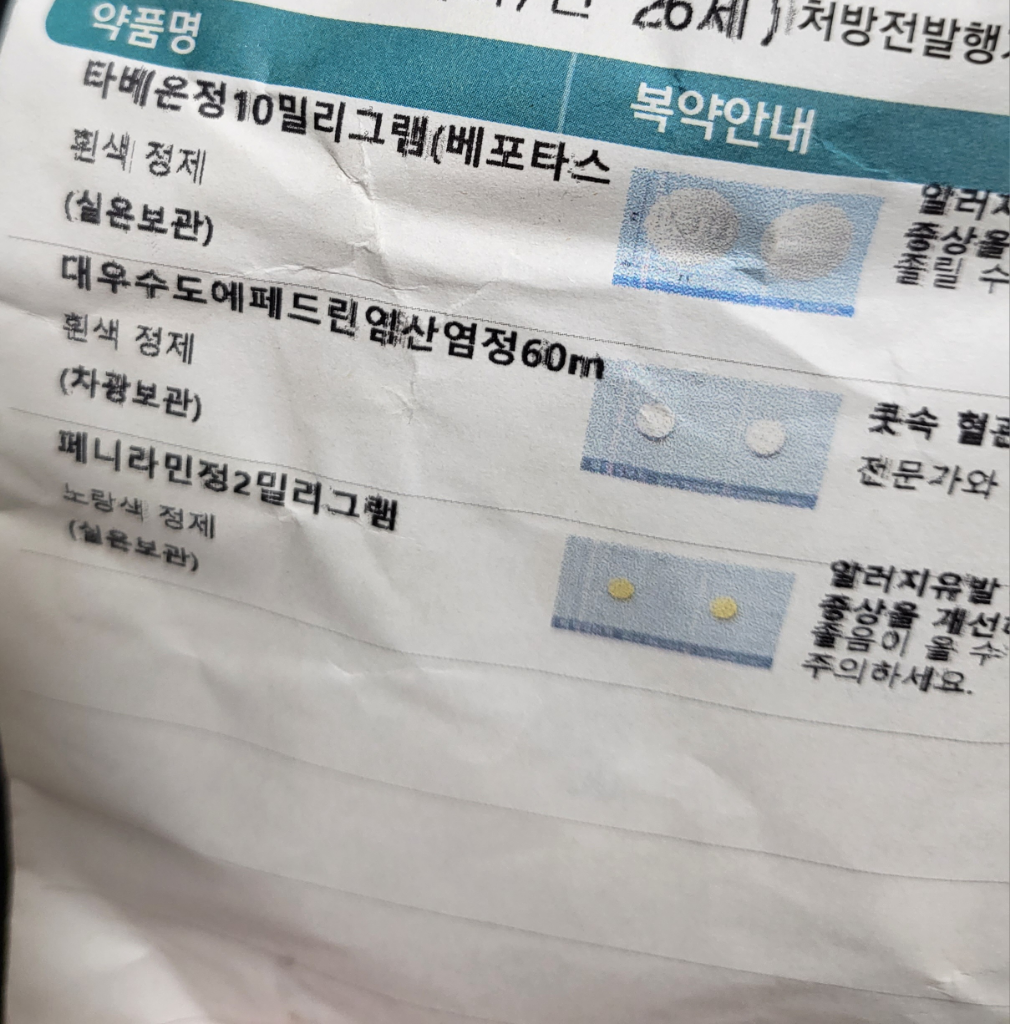 26세 ) 처방전발행
약품명
복약안내
타베온정10밀리그램(베포타스
흰색 정제
(실온보관)
알러지
증상을
졸릴 수
대우수도에페드린염산염정60m
흰색 정제
(차광보관)
콧속 혈관
전문가와
페니라민정2밀리그램
노랑색 정제
(실온보관)
알러지유발
증상을 개선
졸음이 올 수
주의하세요.